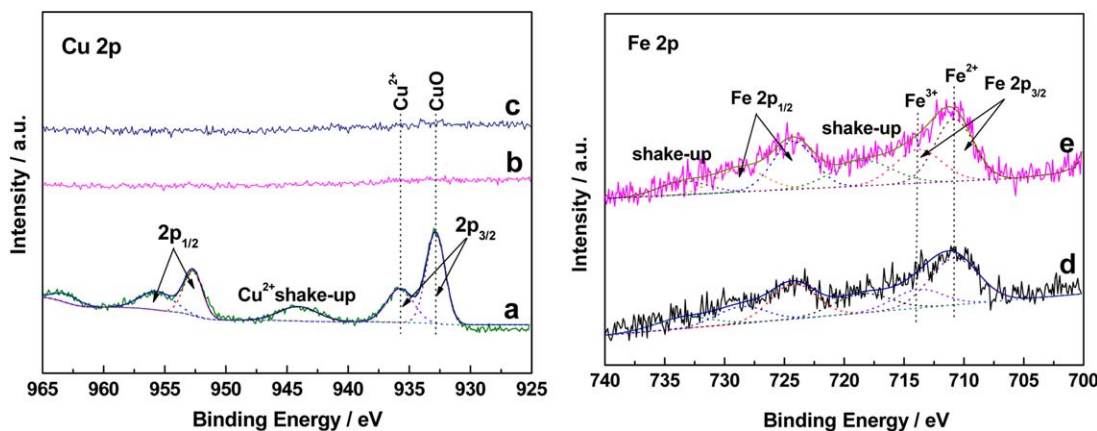 Cu 2p
Cu²⁺
CuO
c
b
2p₁/₂
2p₃/₂
Cu²⁺shake-up
a
Intensity / a.u.
965 960 955 950 945 940 935 930 925
Binding Energy / eV
Fe 2p
Fe²⁺
Fe³⁺
Fe 2p₃/₂
Fe 2p₁/₂
shake-up
shake-up
e
d
Intensity / a.u.
740 735 730 725 720 715 710 705 700
Binding Energy / eV